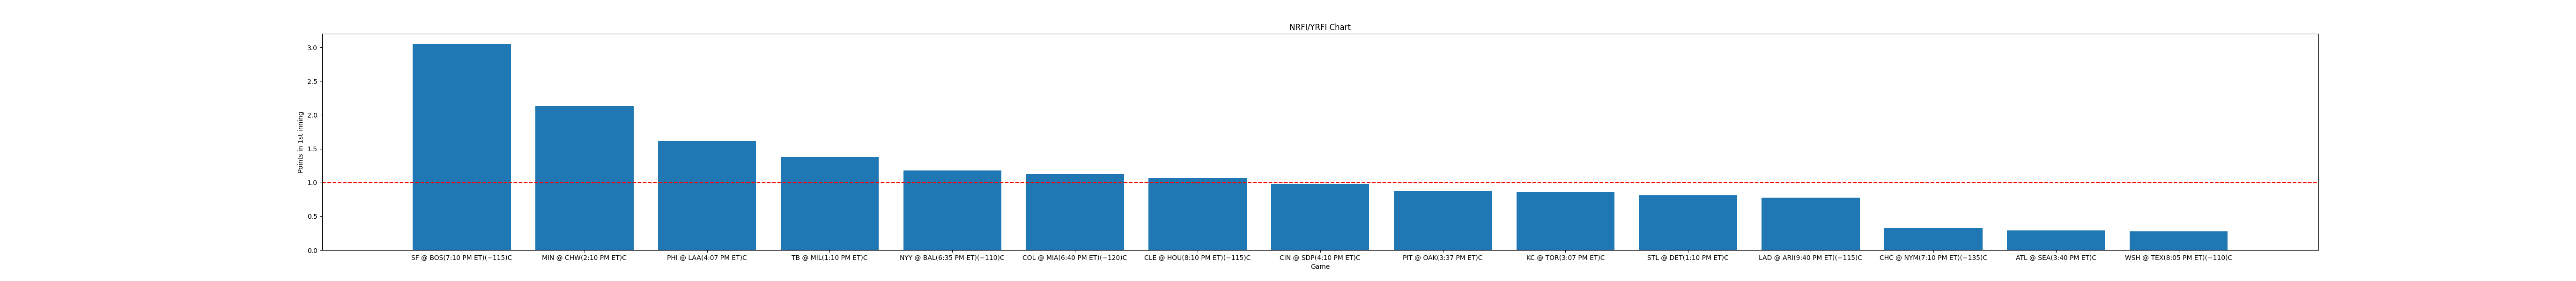 NRFI/YRFI Chart
Points in 1st inning
3.0
2.5
2.0
1.5
1.0
0.5
0.0
SF @ BOS(7:10 PM ET)(−115)C
MIN @ CHW(2:10 PM ET)C
PHI @ LAA(4:07 PM ET)C
TB @ MIL(1:10 PM ET)C
NYY @ BAL(6:35 PM ET)(−110)C
COL @ MIA(6:40 PM ET)(−120)C
CLE @ HOU(8:10 PM ET)(−115)C
CIN @ SDP(4:10 PM ET)C
PIT @ OAK(3:37 PM ET)C
KC @ TOR(3:07 PM ET)C
STL @ DET(1:10 PM ET)C
LAD @ ARI(9:40 PM ET)(−115)C
CHC @ NYM(7:10 PM ET)(−135)C
ATL @ SEA(3:40 PM ET)C
WSH @ TEX(8:05 PM ET)(−110)C
Game